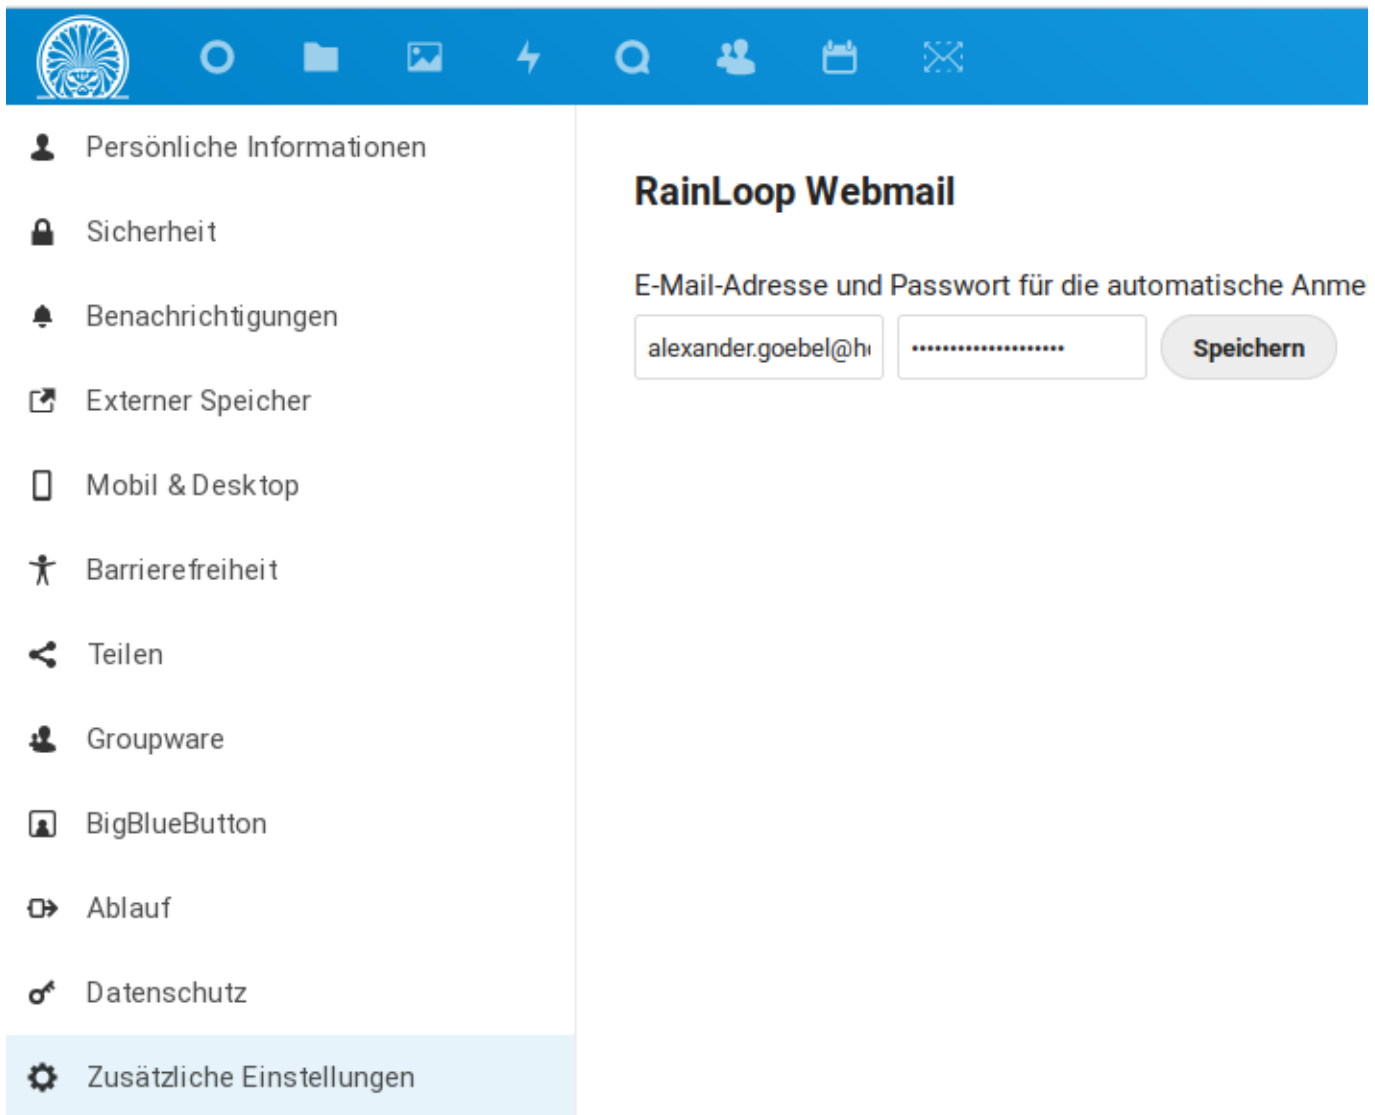 Persönliche Informationen
Sicherheit
Benachrichtigungen
Externer Speicher
Mobil & Desktop
Barrierefreiheit
Teilen
Groupware
BigBlueButton
Ablauf
Datenschutz
Zusätzliche Einstellungen
RainLoop Webmail
E-Mail-Adresse und Passwort für die automatische Anme
alexander.goebel@h
Speichern